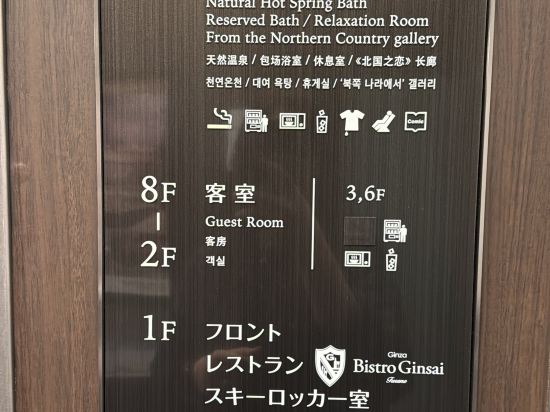 Natural Hot Spring Bath
Reserved Bath / Relaxation Room
From the Northern Country gallery
天然温泉 / 包场浴室 / 休息室 /《北国之恋》长廊
천연온천 / 대여 욕탕 / 휴게실 / '북쪽 나라에서' 갤러리
Comic
8F
2F
客室
Guest Room
客房
객실
3,6F
1F
フロント
レストラン
Ginza
Bistro Ginsai
Furano
スキーロッカー室